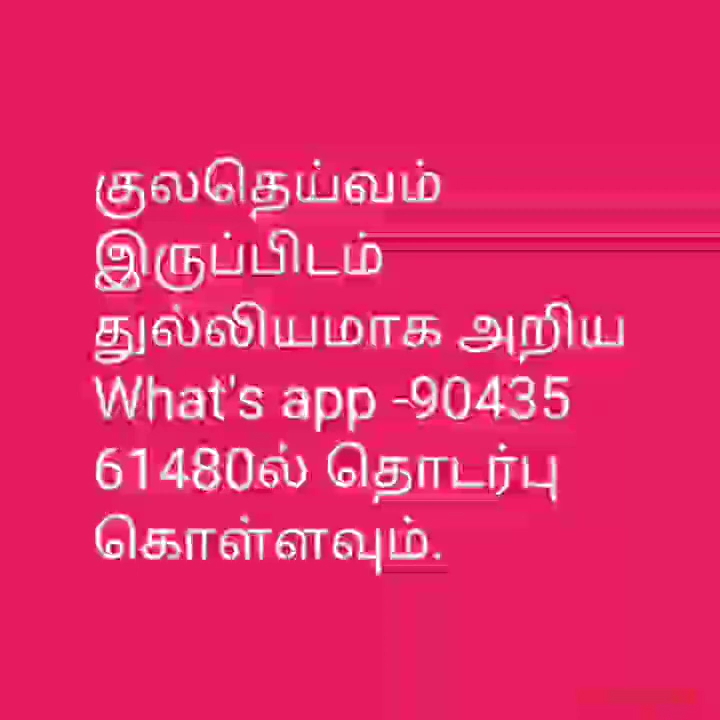 குலதெய்வம்
இருப்பிடம்
துல்லியமாக அறிய
What's app -90435
61480ல் தொடர்பு
கொள்ளவும்.